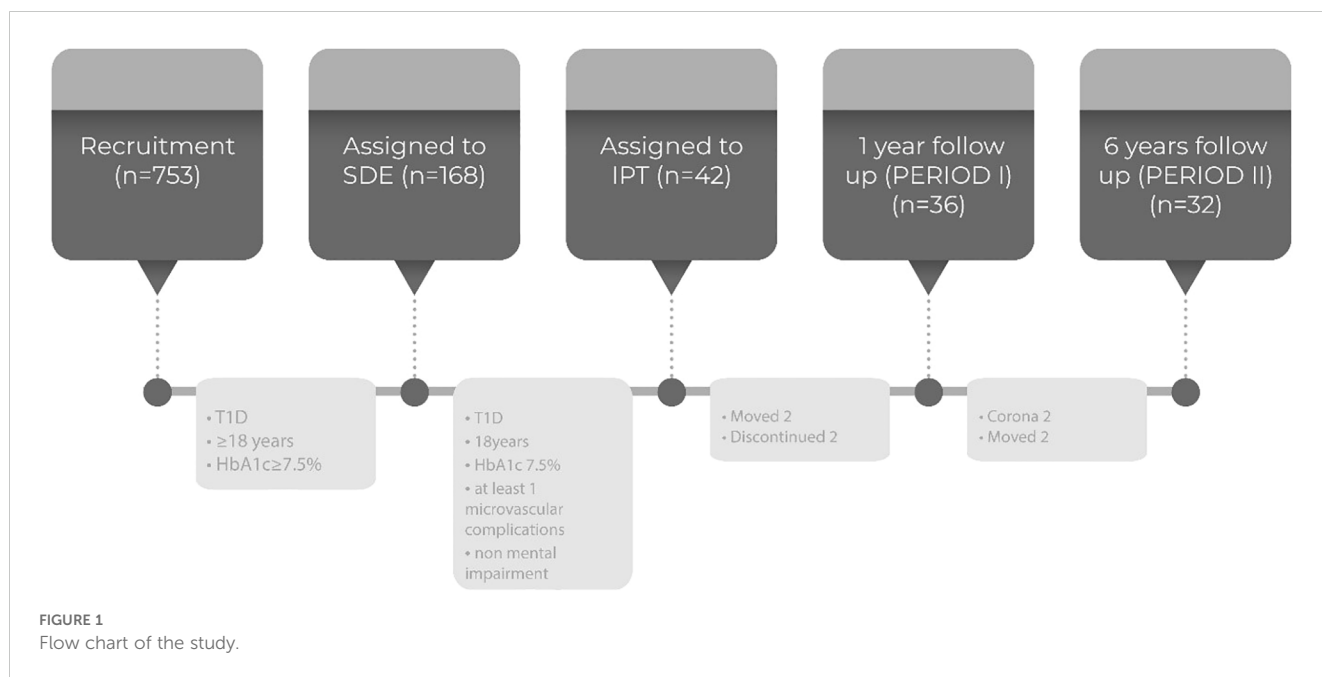 Recruitment
(n=753)
Assigned to
SDE (n=168)
Assigned to
IPT (n=42)
1 year follow
up (PERIOD I)
(n=36)
6 years follow
up (PERIOD II)
(n=32)
• T1D
• ≥18 years
• HbA1c≥7.5%
• T1D
• 18years
• HbA1c 7.5%
• at least 1
microvascular
complications
• non mental
impairment
• Moved 2
• Discontinued 2
• Corona 2
• Moved 2
FIGURE 1
Flow chart of the study.